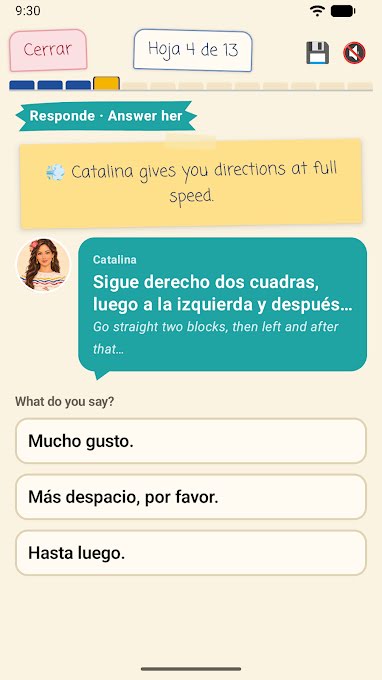 9:30
Cerrar
Hoja 4 de 13
Responde · Answer her
Catalina gives you directions at full
speed.
Catalina
Sigue derecho dos cuadras,
luego a la izquierda y después...
Go straight two blocks, then left and after
that...
What do you say?
Mucho gusto.
Más despacio, por favor.
Hasta luego.